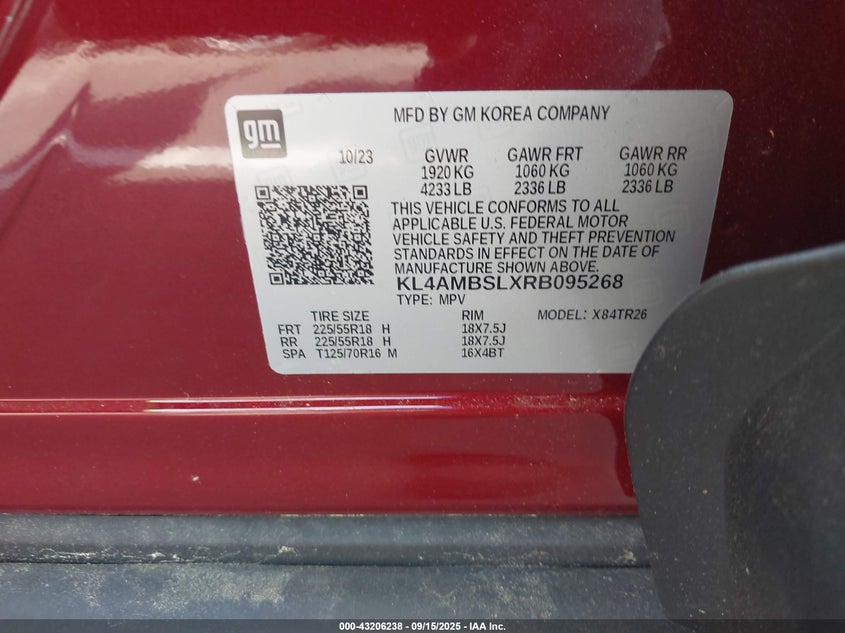 MFD BY GM KOREA COMPANY
gm
10/23 GVWR GAWR FRT GAWR RR
1920 KG 1060 KG 1060 KG
4233 LB 2336 LB 2336 LB
THIS VEHICLE CONFORMS TO ALL
APPLICABLE U.S. FEDERAL MOTOR
VEHICLE SAFETY AND THEFT PREVENTION
STANDARDS IN EFFECT ON THE DATE OF
MANUFACTURE SHOWN ABOVE.
KL4AMBSLXRB095268
TYPE: MPV
TIRE SIZE RIM MODEL: X84TR26
FRT 225/55R18 H 18X7.5J
RR 225/55R18 H 18X7.5J
SPA T125/70R16 M 16X4BT
000-43206238 - 09/15/2025 - IAA Inc.